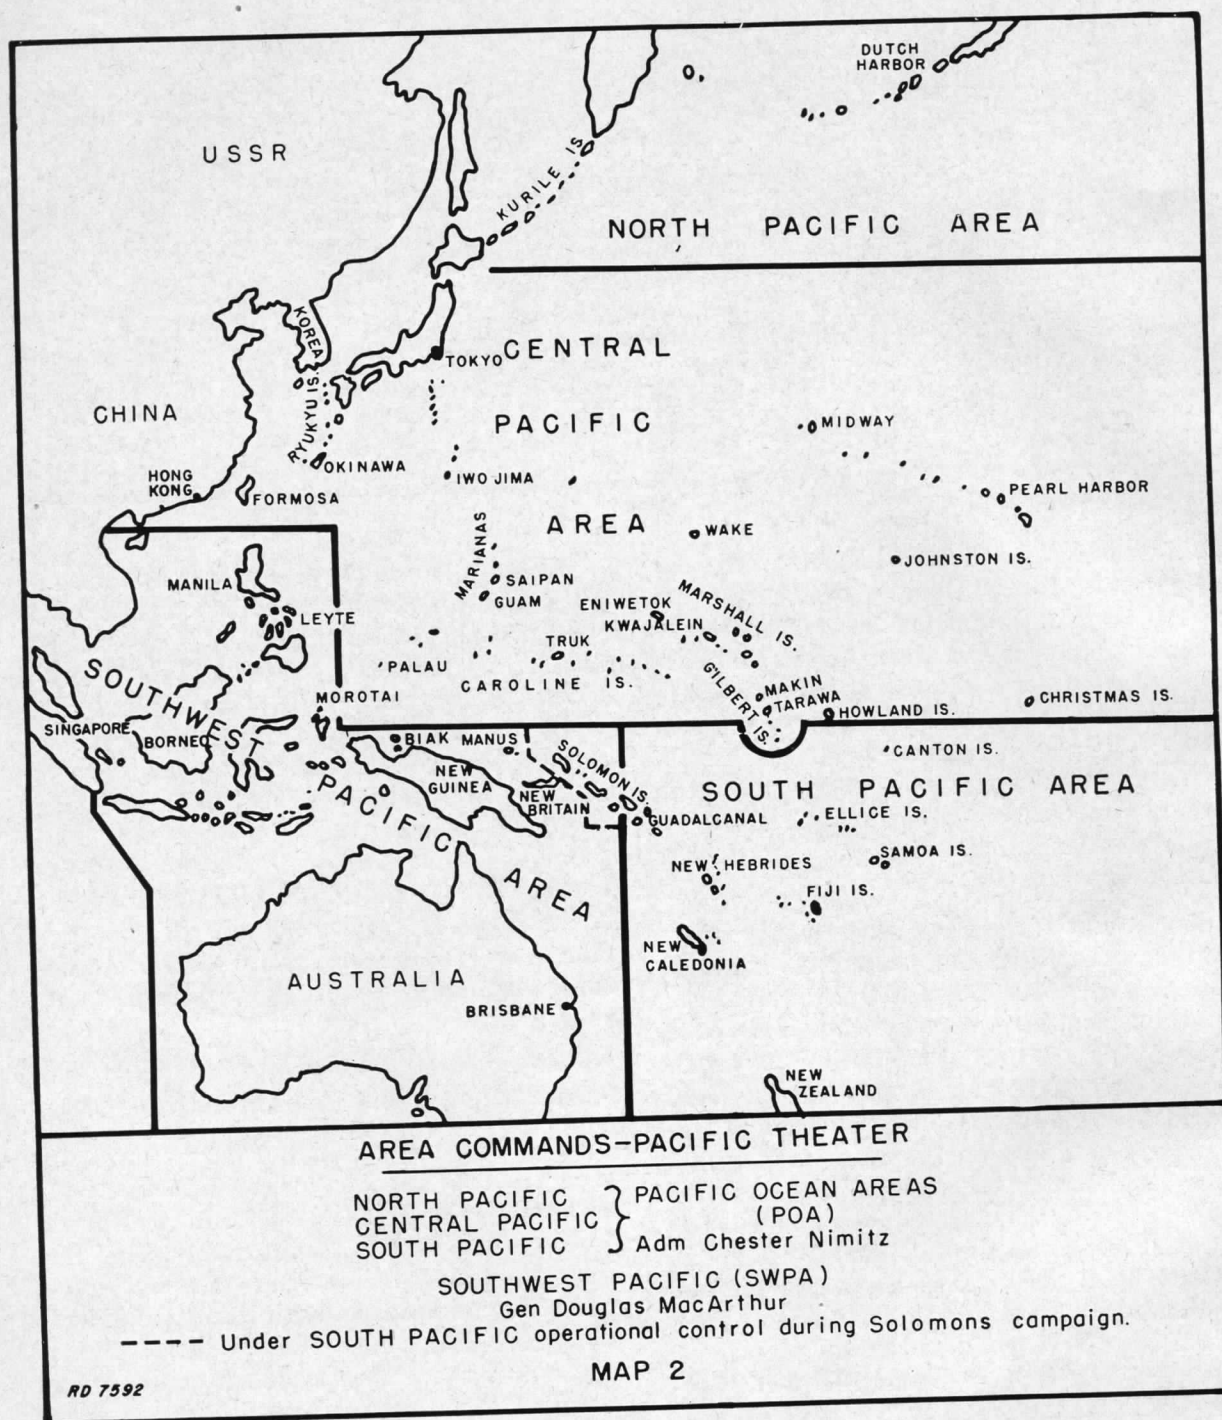 DUTCH
HARBOR
USSR
KURILE IS
NORTH PACIFIC AREA
KOREA
TOKYO
CENTRAL
CHINA
RYUKYU IS.
PACIFIC
MIDWAY
OKINAWA
HONG
KONG
IWO JIMA
PEARL HARBOR
FORMOSA
MARIANAS
AREA
WAKE
JOHNSTON IS.
MANILA
SAIPAN
GUAM
ENIWETOK
MARSHALL IS.
LEYTE
KWAJALEIN
TRUK
PALAU
CAROLINE IS.
GILBERT IS.
MAKIN
TARAWA
HOWLAND IS.
CHRISTMAS IS.
SOUTHWEST
MOROTAI
SINGAPORE
BORNEO
BIAK
MANUS
SOLOMON IS.
CANTON IS.
NEW
GUINEA
PACIFIC
NEW
BRITAIN
SOUTH PACIFIC AREA
GUADALCANAL
ELLICE IS.
AREA
NEW HEBRIDES
SAMOA IS.
FIJI IS.
NEW
CALEDONIA
AUSTRALIA
BRISBANE
NEW
ZEALAND
AREA COMMANDS-PACIFIC THEATER
NORTH PACIFIC
CENTRAL PACIFIC
SOUTH PACIFIC
PACIFIC OCEAN AREAS
(POA)
Adm Chester Nimitz
SOUTHWEST PACIFIC (SWPA)
Gen Douglas MacArthur
---- Under SOUTH PACIFIC operational control during Solomons campaign.
MAP 2
RD 7592